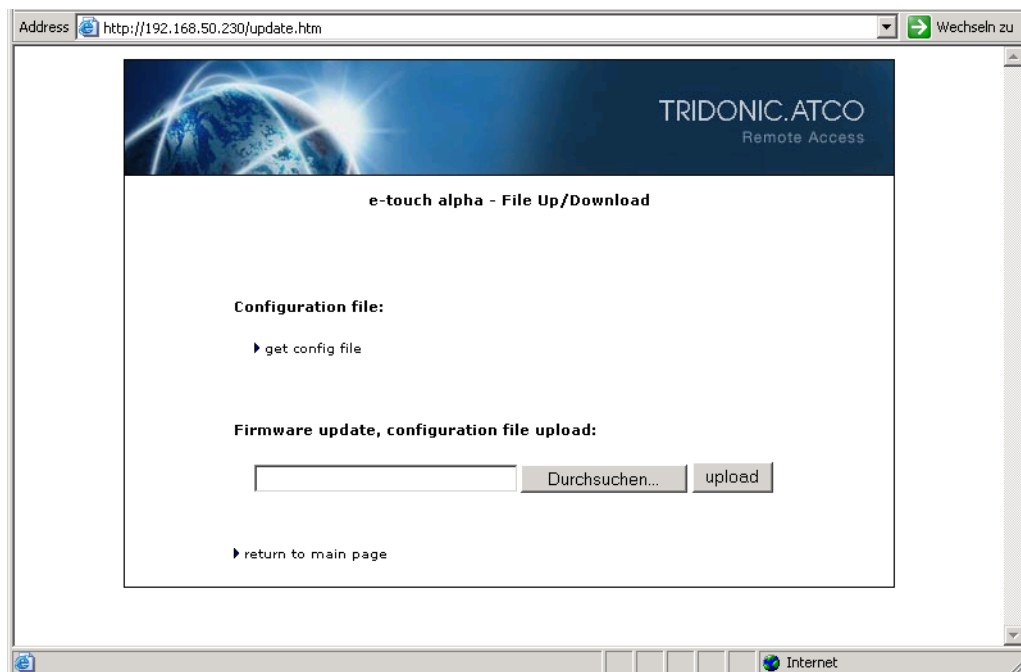 Address http://192.168.50.230/update.htm Wechseln zu
TRIDONIC.ATCO
Remote Access
e-touch alpha - File Up/Download
Configuration file:
get config file
Firmware update, configuration file upload:
Durchsuchen... upload
return to main page
Internet